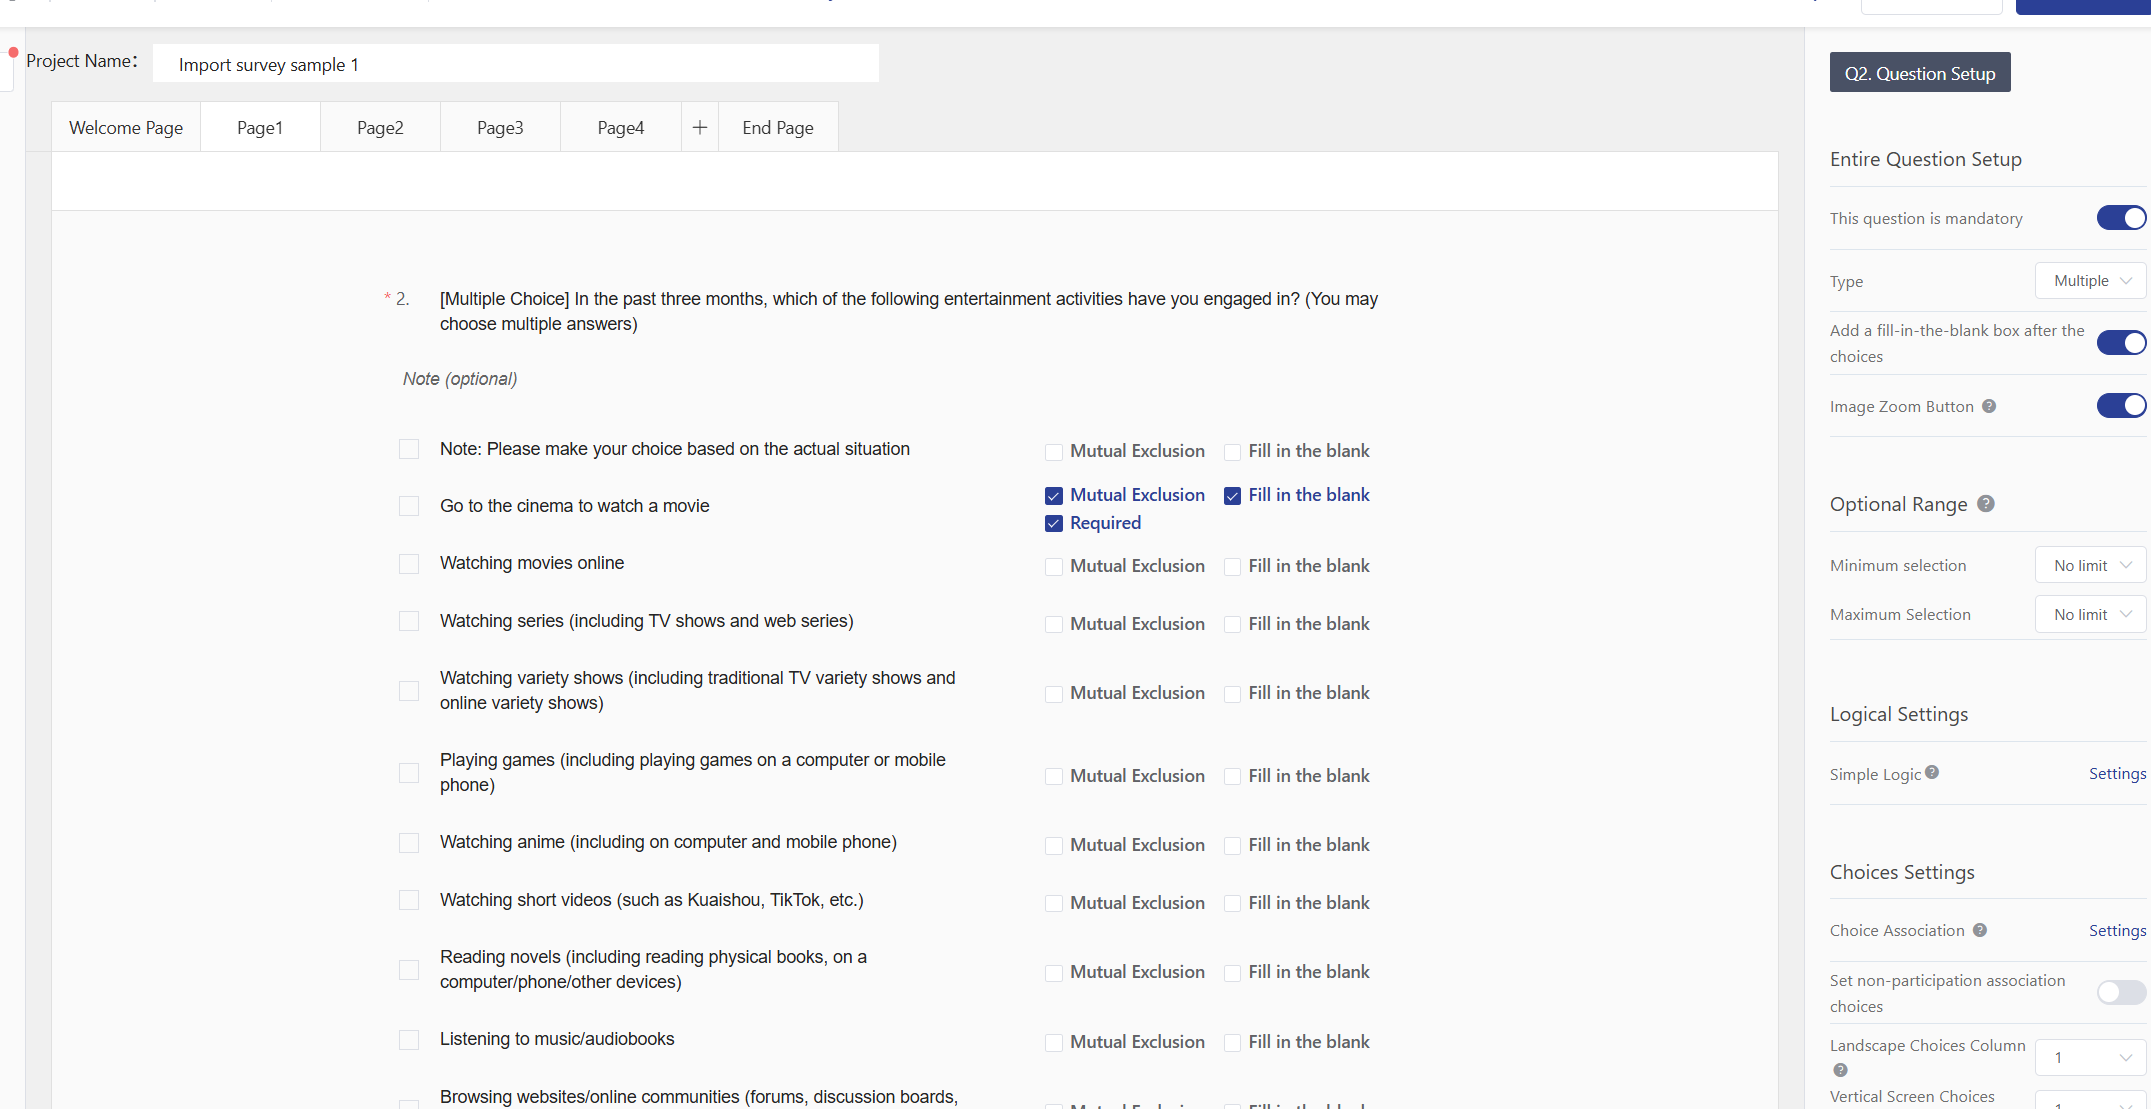 Project Name:
Import survey sample 1
Q2. Question Setup
Welcome Page
Page1
Page2
Page3
Page4
+
End Page
Entire Question Setup
This question is mandatory
Type
Multiple
Add a fill-in-the-blank box after the
choices
Image Zoom Button ?
* 2.
[Multiple Choice] In the past three months, which of the following entertainment activities have you engaged in? (You may
choose multiple answers)
Note (optional)
Note: Please make your choice based on the actual situation
Mutual Exclusion
Fill in the blank
Go to the cinema to watch a movie
Mutual Exclusion
Fill in the blank
Required
Watching movies online
Mutual Exclusion
Fill in the blank
Watching series (including TV shows and web series)
Mutual Exclusion
Fill in the blank
Watching variety shows (including traditional TV variety shows and
online variety shows)
Mutual Exclusion
Fill in the blank
Playing games (including playing games on a computer or mobile
phone)
Mutual Exclusion
Fill in the blank
Watching anime (including on computer and mobile phone)
Mutual Exclusion
Fill in the blank
Watching short videos (such as Kuaishou, TikTok, etc.)
Mutual Exclusion
Fill in the blank
Reading novels (including reading physical books, on a
computer/phone/other devices)
Mutual Exclusion
Fill in the blank
Listening to music/audiobooks
Mutual Exclusion
Fill in the blank
Browsing websites/online communities (forums, discussion boards,
Optional Range ?
Minimum selection
No limit
Maximum Selection
No limit
Logical Settings
Simple Logic ?
Settings
Choices Settings
Choice Association ?
Settings
Set non-participation association
choices
Landscape Choices Column
?
1
Vertical Screen Choices